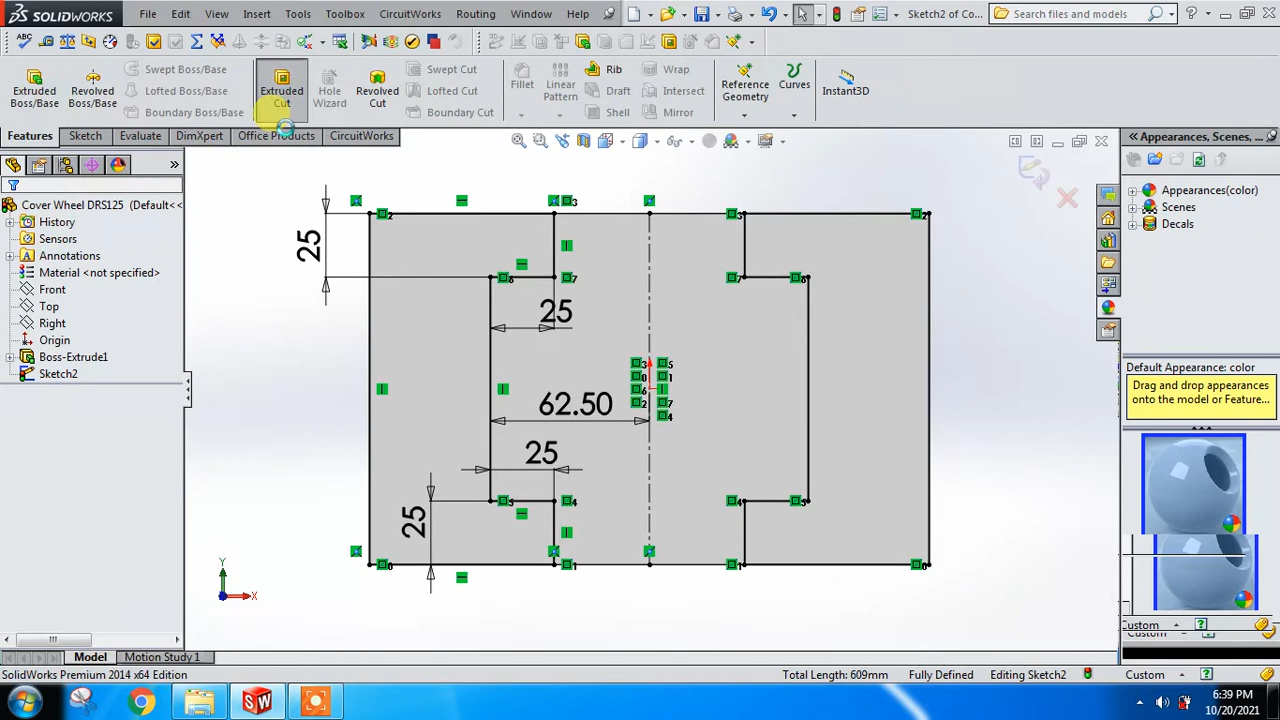 SOLIDWORKS File Edit View Insert Tools Toolbox CircuitWorks Routing Window Help Sketch2 of Co... Search files and models
Extruded Boss/Base
Revolved Boss/Base
Swept Boss/Base
Lofted Boss/Base
Boundary Boss/Base
Extruded Cut
Hole Wizard
Revolved Cut
Swept Cut
Lofted Cut
Boundary Cut
Fillet
Linear Pattern
Rib
Draft
Shell
Wrap
Intersect
Mirror
Reference Geometry
Curves
Instant3D
Features Sketch Evaluate DimXpert Office Products CircuitWorks
Appearances, Scenes,
Cover Wheel DRS125 (Default<<
History
Sensors
Annotations
Material <not specified>
Front
Top
Right
Origin
Boss-Extrude1
Sketch2
25
25
62.50
25
25
Y
X
Appearances(color)
Scenes
Decals
Default Appearance: color
Drag and drop appearances
onto the model or Feature...
Custom
Model Motion Study 1
SolidWorks Premium 2014 x64 Edition Total Length: 609mm Fully Defined Editing Sketch2 Custom
6:39 PM
10/20/2021